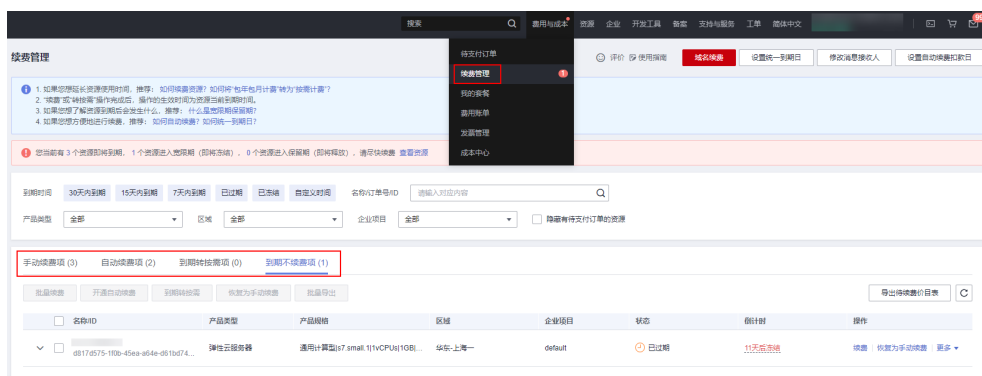 搜索 费用与成本 资源 企业 开发工具 备案 支持与服务 工单 简体中文 99
续费管理
评价 使用指南 域名续费 设置统一到期日 修改消息接收人 设置自动续费扣款日
待支付订单
续费管理 1
我的套餐
费用账单
发票管理
成本中心
1. 如果您想延长资源使用时间，推荐： 如何续费资源? 如何将"包年包月计费"转为"按需计费"?
2. "续费"或"转按需"操作完成后，操作的生效时间为资源当前到期时间。
3. 如果您想了解资源到期后会发生什么，推荐： 什么是宽限期保留期?
4. 如果您想方便地进行续费，推荐： 如何自动续费? 如何统一到期日?
您当前有 3 个资源即将到期， 1 个资源进入宽限期（即将冻结）， 0 个资源进入保留期（即将释放），请尽快续费 查看资源
到期时间 30天内到期 15天内到期 7天内到期 已过期 已冻结 自定义时间 名称/订单号/ID 请输入对应内容
产品类型 全部 区域 全部 企业项目 全部 隐藏有待支付订单的资源
手动续费项 (3) 自动续费项 (2) 到期转按需项 (0) 到期不续费项 (1)
批量续费 开通自动续费 到期转按需 恢复为手动续费 批量导出 导出待续费价目表
名称/ID 产品类型 产品规格 区域 企业项目 状态 倒计时 操作
弹性云服务器 通用计算型|s7.small.1|1vCPUs|1GB|... 华东-上海一 default 已过期 11天后冻结 续费 恢复为手动续费 更多
d817d575-1f0b-45ea-a64e-d61bd74...